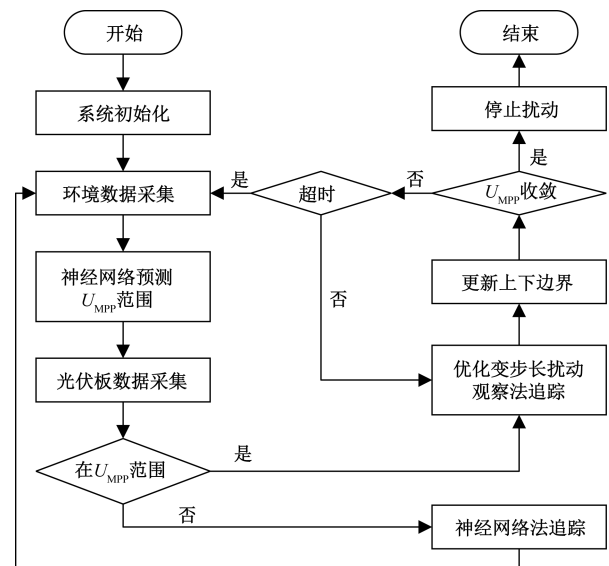 开始
系统初始化
环境数据采集
神经网络预测
U_MPP范围
光伏板数据采集
在U_MPP范围
是
否
神经网络法追踪
优化变步长扰动
观察法追踪
更新上下边界
U_MPP收敛
否
是
超时
是
否
停止扰动
结束